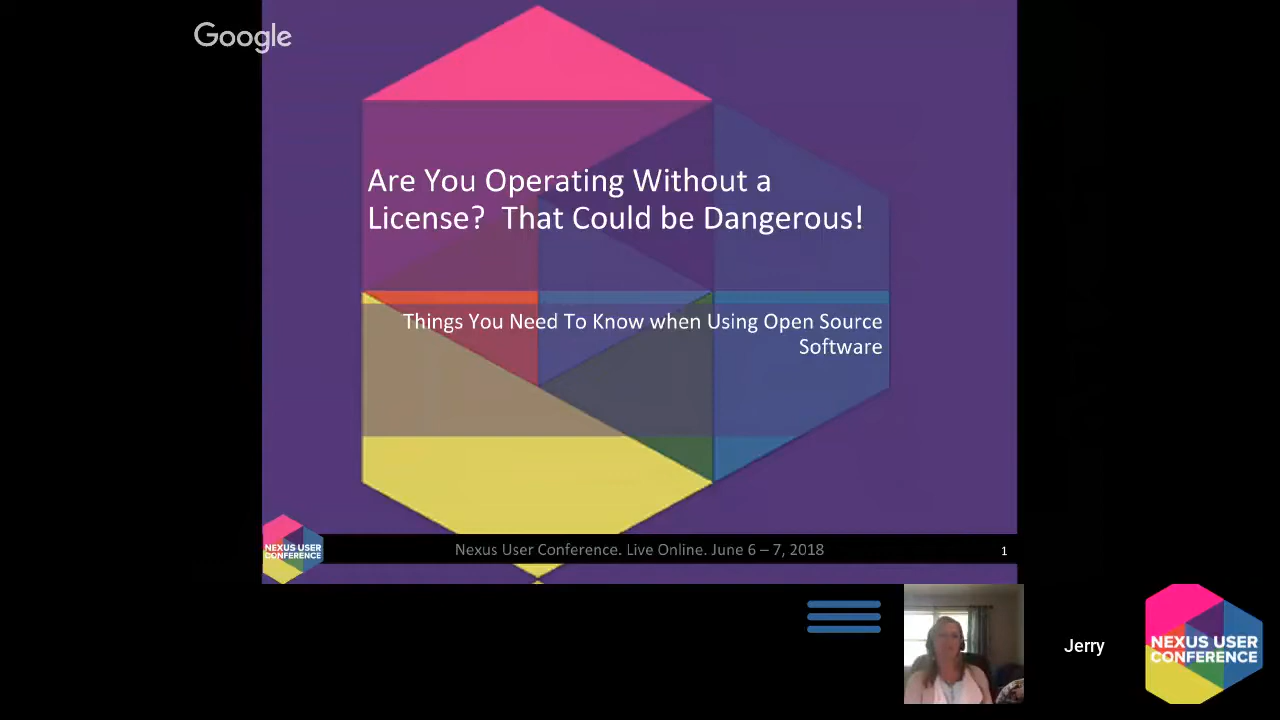 Google
Are You Operating Without a
License?  That Could be Dangerous!
Things You Need To Know when Using Open Source
Software
NEXUS USER
CONFERENCE
Nexus User Conference. Live Online. June 6 – 7, 2018
1
Jerry
NEXUS USER
CONFERENCE